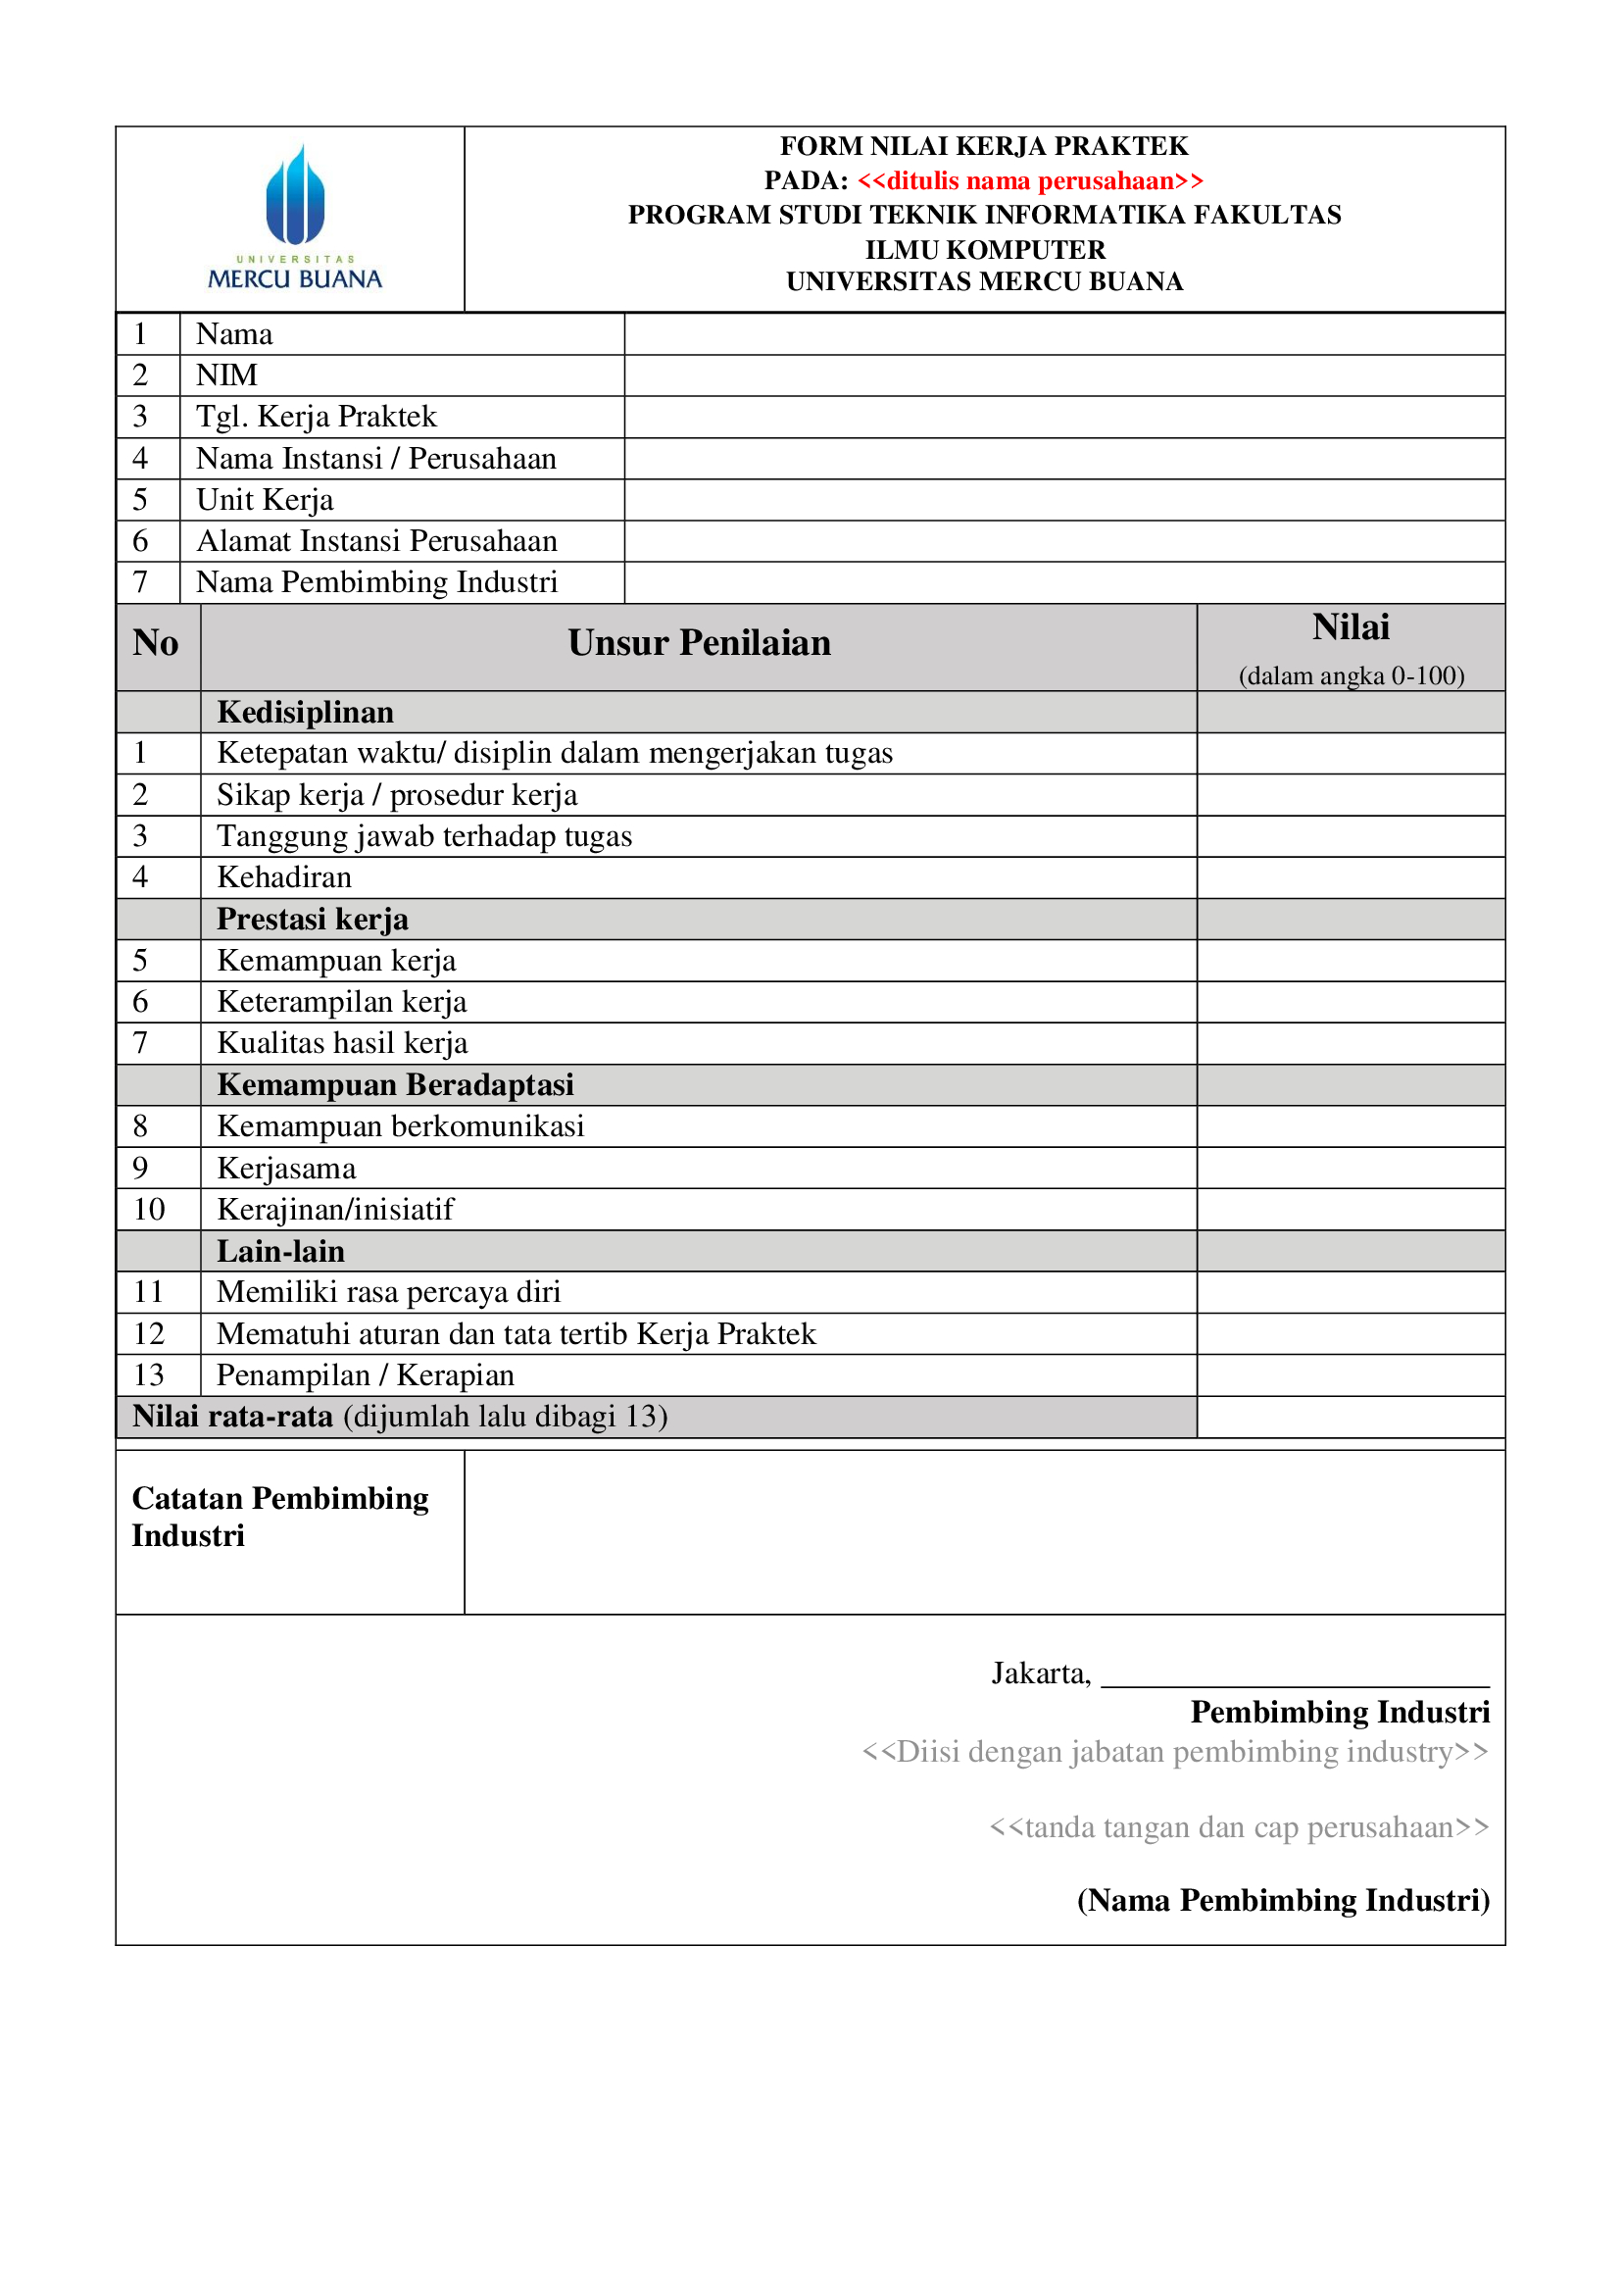 UNIVERSITAS
MERCU BUANA
FORM NILAI KERJA PRAKTEK
PADA: <<ditulis nama perusahaan>>
PROGRAM STUDI TEKNIK INFORMATIKA FAKULTAS
ILMU KOMPUTER
UNIVERSITAS MERCU BUANA
1 Nama
2 NIM
3 Tgl. Kerja Praktek
4 Nama Instansi / Perusahaan
5 Unit Kerja
6 Alamat Instansi Perusahaan
7 Nama Pembimbing Industri
No Unsur Penilaian Nilai
(dalam angka 0-100)
Kedisiplinan
1 Ketepatan waktu/ disiplin dalam mengerjakan tugas
2 Sikap kerja / prosedur kerja
3 Tanggung jawab terhadap tugas
4 Kehadiran
Prestasi kerja
5 Kemampuan kerja
6 Keterampilan kerja
7 Kualitas hasil kerja
Kemampuan Beradaptasi
8 Kemampuan berkomunikasi
9 Kerjasama
10 Kerajinan/inisiatif
Lain-lain
11 Memiliki rasa percaya diri
12 Mematuhi aturan dan tata tertib Kerja Praktek
13 Penampilan / Kerapian
Nilai rata-rata (dijumlah lalu dibagi 13)
Catatan Pembimbing
Industri
Jakarta, ________________________
Pembimbing Industri
<<Diisi dengan jabatan pembimbing industry>>
<<tanda tangan dan cap perusahaan>>
(Nama Pembimbing Industri)